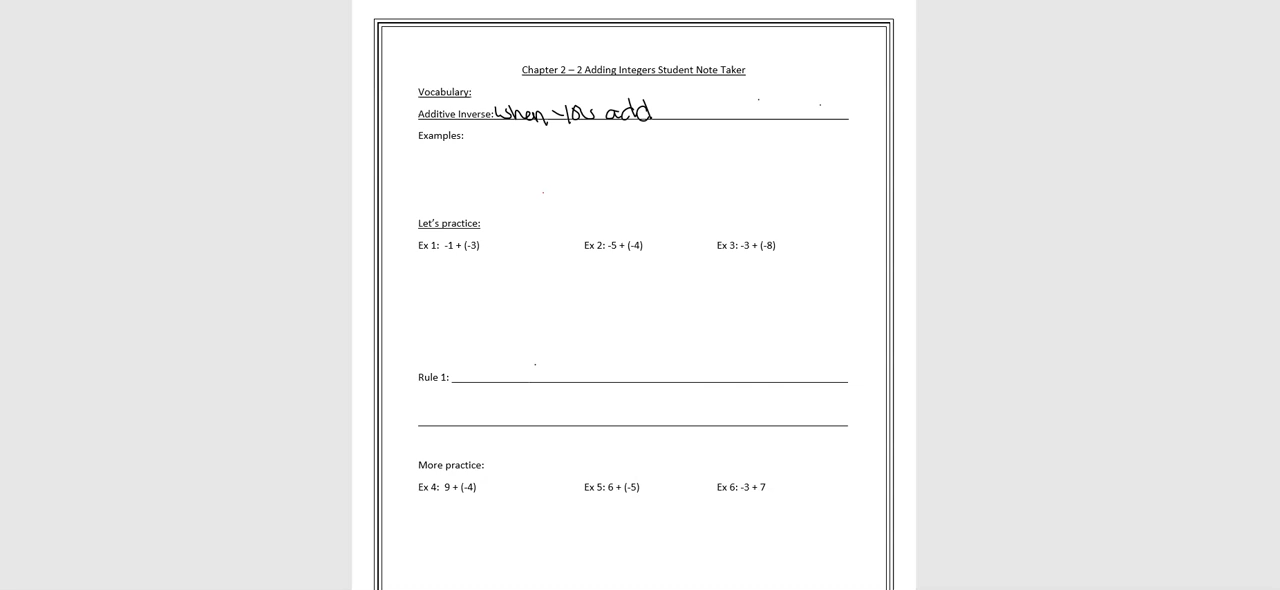 Chapter 2 – 2 Adding Integers Student Note Taker
Vocabulary:
Additive Inverse: when you add
Examples:
Let's practice:
Ex 1: -1 + (-3) Ex 2: -5 + (-4) Ex 3: -3 + (-8)
Rule 1:
More practice:
Ex 4: 9 + (-4) Ex 5: 6 + (-5) Ex 6: -3 + 7